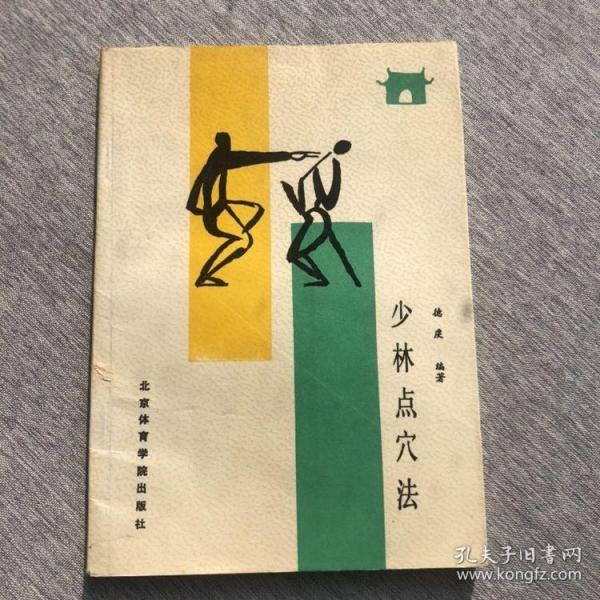 少林点穴法
德虔 编著
北京体育学院出版社
孔夫子旧书网
www.kongfz.com